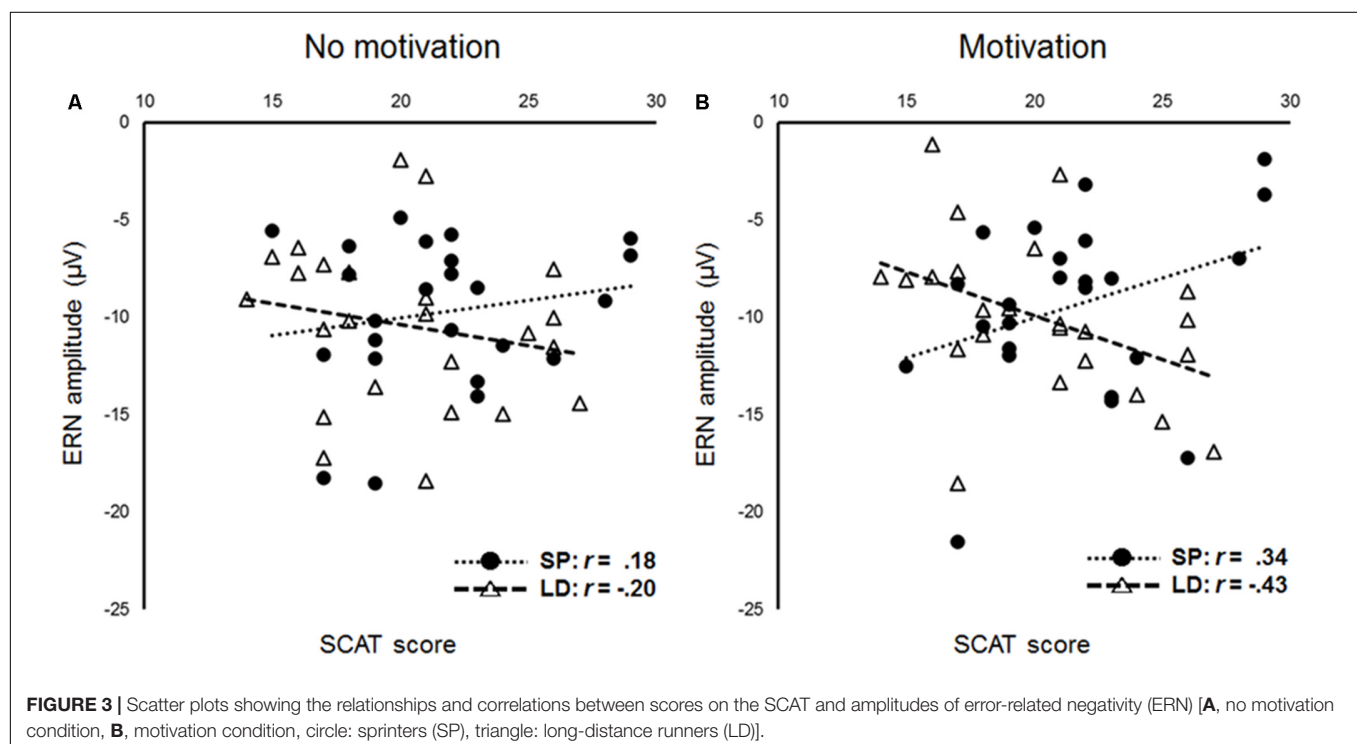 No motivation
Motivation
A
10 15 20 25 30
0
-5
-10
-15
-20
-25
ERN amplitude (µV)
SP: r = .18
LD: r = -.20
SCAT score
B
10 15 20 25 30
0
-5
-10
-15
-20
-25
ERN amplitude (µV)
SP: r = .34
LD: r = -.43
SCAT score
FIGURE 3 | Scatter plots showing the relationships and correlations between scores on the SCAT and amplitudes of error-related negativity (ERN) [A, no motivation
condition, B, motivation condition, circle: sprinters (SP), triangle: long-distance runners (LD)].